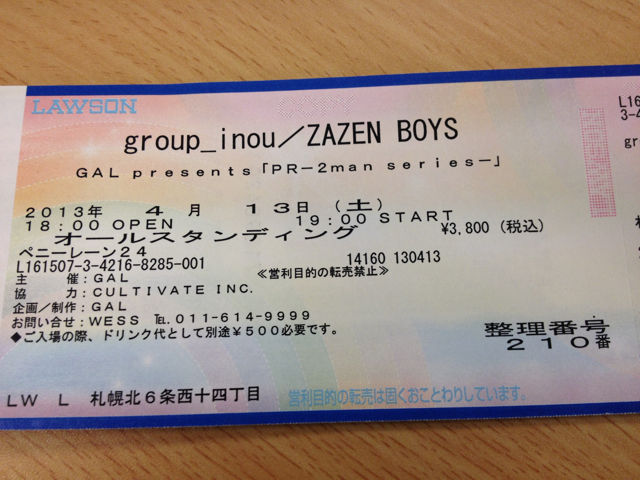 LAWSON
group_inou／ZAZEN BOYS
GAL presents「PR－2man series－」
2013年 4月 13日（土）
18:00 OPEN 19:00 START
オールスタンディング ¥3,800（税込）
ペニーレーン24
L161507-3-4216-8285-001 14160 130413
≪営利目的の転売禁止≫
主 催：GAL
協 力：CULTIVATE INC.
企画／制作：GAL
お問い合せ：WESS ℡011-614-9999
◆ご入場の際、ドリンク代として別途¥500必要です。
整理番号
210番
LW L 札幌北6条西十四丁目
営利目的の転売は固くおことわりしています。
L16
3-4
gr